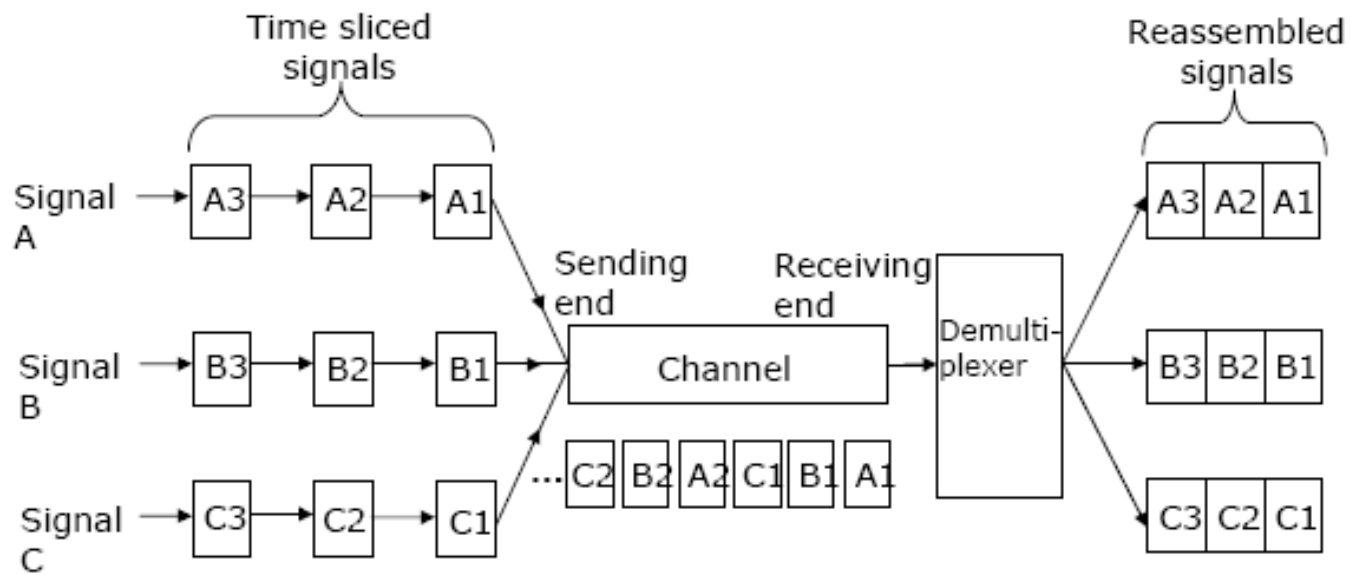 Time sliced
signals
Reassembled
signals
Signal
A
A3
A2
A1
A3 A2 A1
Sending
end
Receiving
end
Signal
B
B3
B2
B1
Channel
Demulti-
plexer
B3 B2 B1
...C2 B2 A2 C1 B1 A1
Signal
C
C3
C2
C1
C3 C2 C1